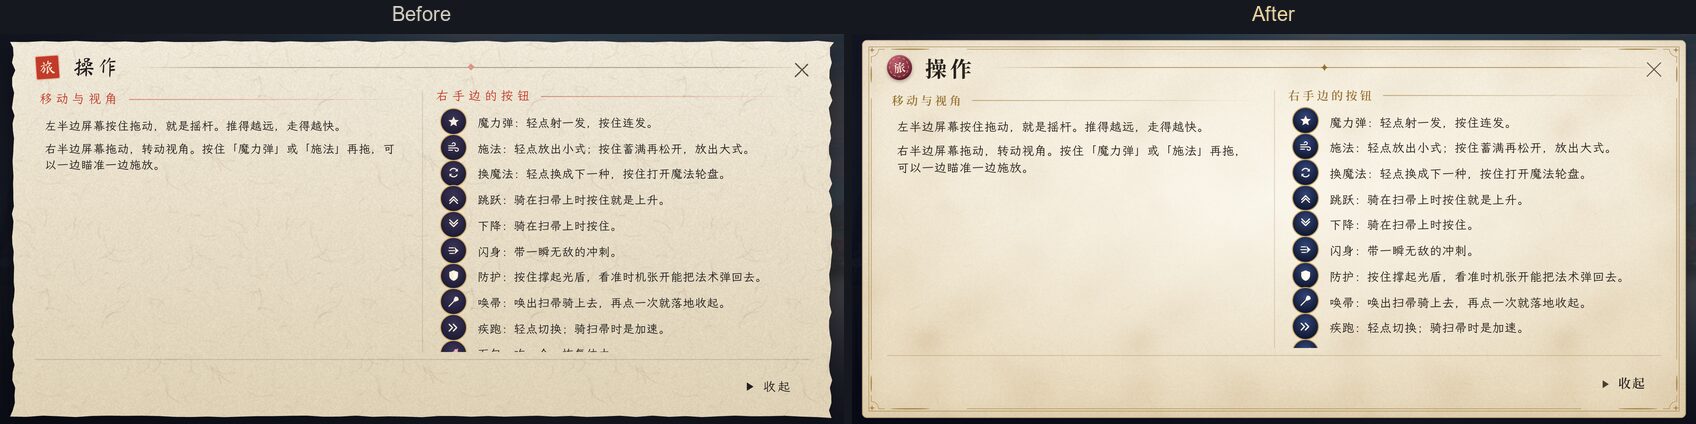 Before
旅 操作
移动与视角
左半边屏幕按住拖动，就是摇杆。推得越远，走得越快。
右半边屏幕拖动，转动视角。按住「魔力弹」或「施法」再拖，可
以一边瞄准一边施放。
右手边的按钮
魔力弹：轻点射一发，按住连发。
施法：轻点放出小式；按住蓄满再松开，放出大式。
换魔法：轻点换成下一种，按住打开魔法轮盘。
跳跃：骑在扫帚上时按住就是上升。
下降：骑在扫帚上时按住。
闪身：带一瞬无敌的冲刺。
防护：按住撑起光盾，看准时机张开能把法术弹回去。
唤帚：唤出扫帚骑上去，再点一次就落地收起。
疾跑：轻点切换；骑扫帚时是加速。
收起
After
旅 操作
移动与视角
左半边屏幕按住拖动，就是摇杆。推得越远，走得越快。
右半边屏幕拖动，转动视角。按住「魔力弹」或「施法」再拖，
可以一边瞄准一边施放。
右手边的按钮
魔力弹：轻点射一发，按住连发。
施法：轻点放出小式；按住蓄满再松开，放出大式。
换魔法：轻点换成下一种，按住打开魔法轮盘。
跳跃：骑在扫帚上时按住就是上升。
下降：骑在扫帚上时按住。
闪身：带一瞬无敌的冲刺。
防护：按住撑起光盾，看准时机张开能把法术弹回去。
唤帚：唤出扫帚骑上去，再点一次就落地收起。
疾跑：轻点切换；骑扫帚时是加速。
收起